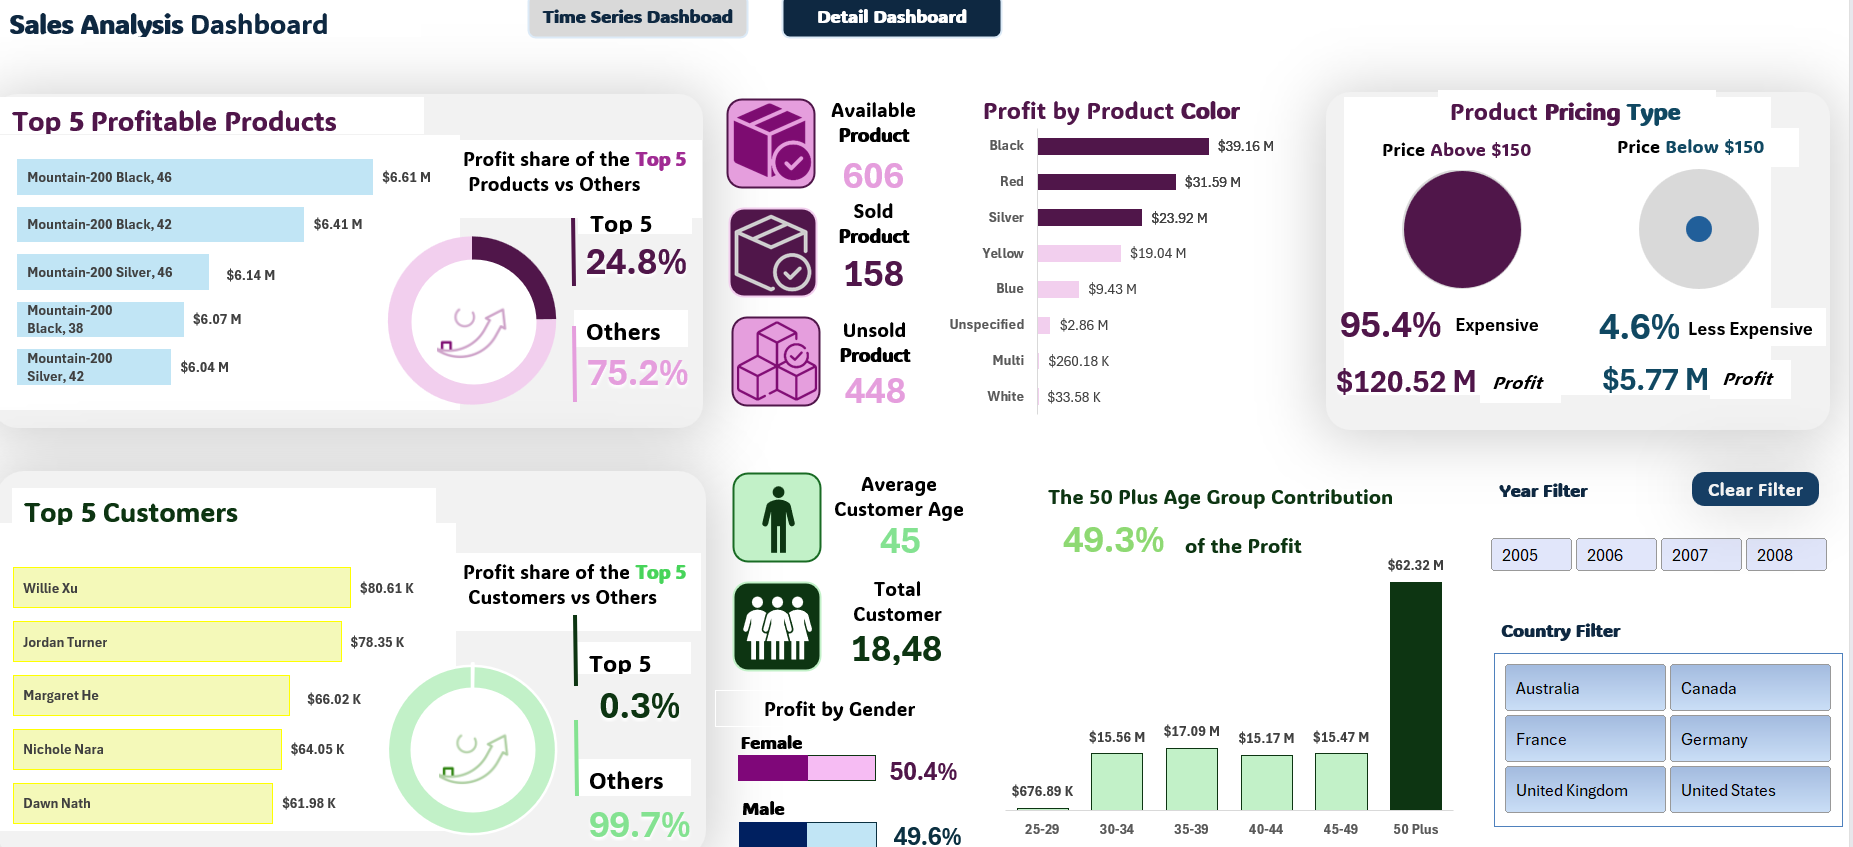 Sales Analysis Dashboard
Time Series Dashboad
Detail Dashboard
Top 5 Profitable Products
Mountain-200 Black, 46
$6.61 M
Mountain-200 Black, 42
$6.41 M
Mountain-200 Silver, 46
$6.14 M
Mountain-200
Black, 38
$6.07 M
Mountain-200
Silver, 42
$6.04 M
Profit share of the Top 5
Products vs Others
Top 5
24.8%
Others
75.2%
Available
Product
606
Sold
Product
158
Unsold
Product
448
Profit by Product Color
Black
$39.16 M
Red
$31.59 M
Silver
$23.92 M
Yellow
$19.04 M
Blue
$9.43 M
Unspecified
$2.86 M
Multi
$260.18 K
White
$33.58 K
Product Pricing Type
Price Above $150
95.4% Expensive
$120.52 M Profit
Price Below $150
4.6% Less Expensive
$5.77 M Profit
Top 5 Customers
Willie Xu
$80.61 K
Jordan Turner
$78.35 K
Margaret He
$66.02 K
Nichole Nara
$64.05 K
Dawn Nath
$61.98 K
Profit share of the Top 5
Customers vs Others
Top 5
0.3%
Others
99.7%
Average
Customer Age
45
Total
Customer
18,48
Profit by Gender
Female
50.4%
Male
49.6%
The 50 Plus Age Group Contribution
49.3% of the Profit
$676.89 K
$15.56 M
$17.09 M
$15.17 M
$15.47 M
$62.32 M
25-29
30-34
35-39
40-44
45-49
50 Plus
Year Filter
Clear Filter
2005
2006
2007
2008
Country Filter
Australia
Canada
France
Germany
United Kingdom
United States